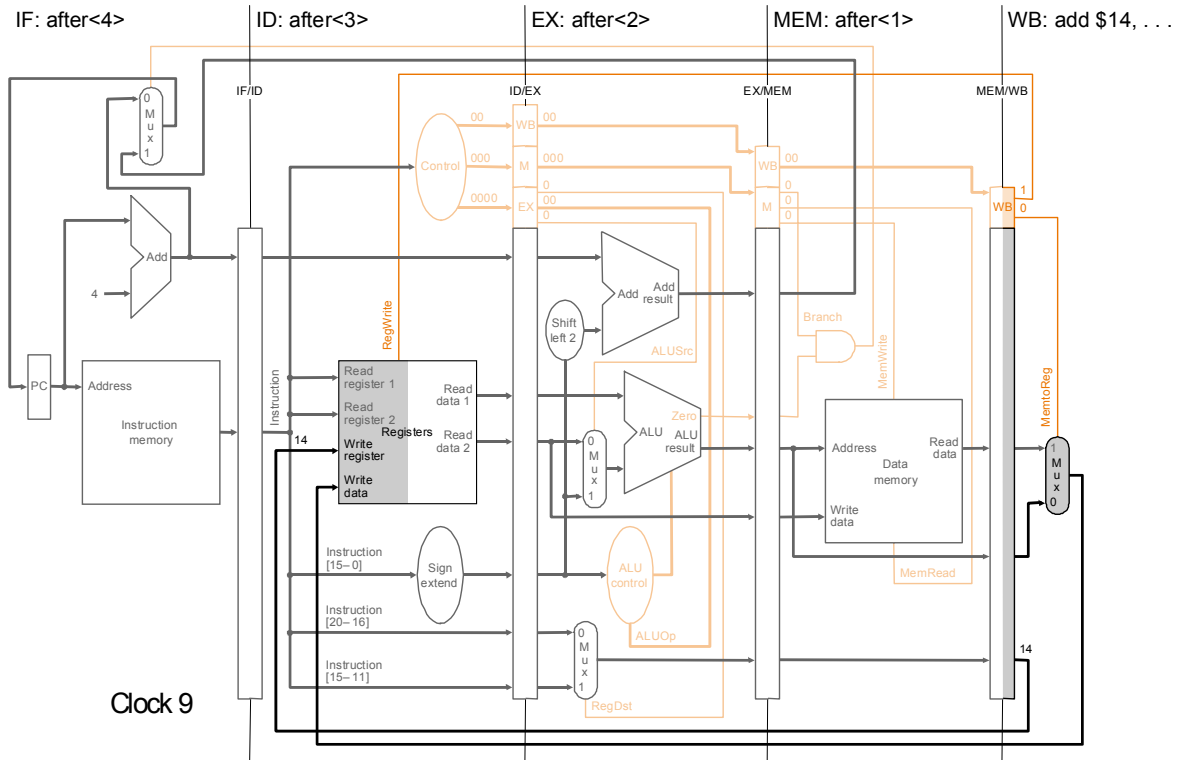 IF: after<4>
ID: after<3>
EX: after<2>
MEM: after<1>
WB: add $14, . . .
IF/ID
ID/EX
EX/MEM
MEM/WB
0
M
u
x
1
Control
00
000
0000
WB
M
EX
00
000
0
00
0
WB
M
00
0
0
0
WB
1
0
Add
4
RegWrite
Add
Add
result
Shift
left 2
ALUSrc
Branch
MemWrite
MemtoReg
PC
Address
Instruction
memory
Instruction
14
Read
register 1
Read
register 2
Write
register
Write
data
Registers
Read
data 1
Read
data 2
0
M
u
x
1
ALU
Zero
ALU
result
Address
Data
memory
Read
data
Write
data
MemRead
1
M
u
x
0
Instruction
[15–0]
Sign
extend
ALU
control
ALUOp
Instruction
[20–16]
Instruction
[15–11]
0
M
u
x
1
RegDst
14
Clock 9